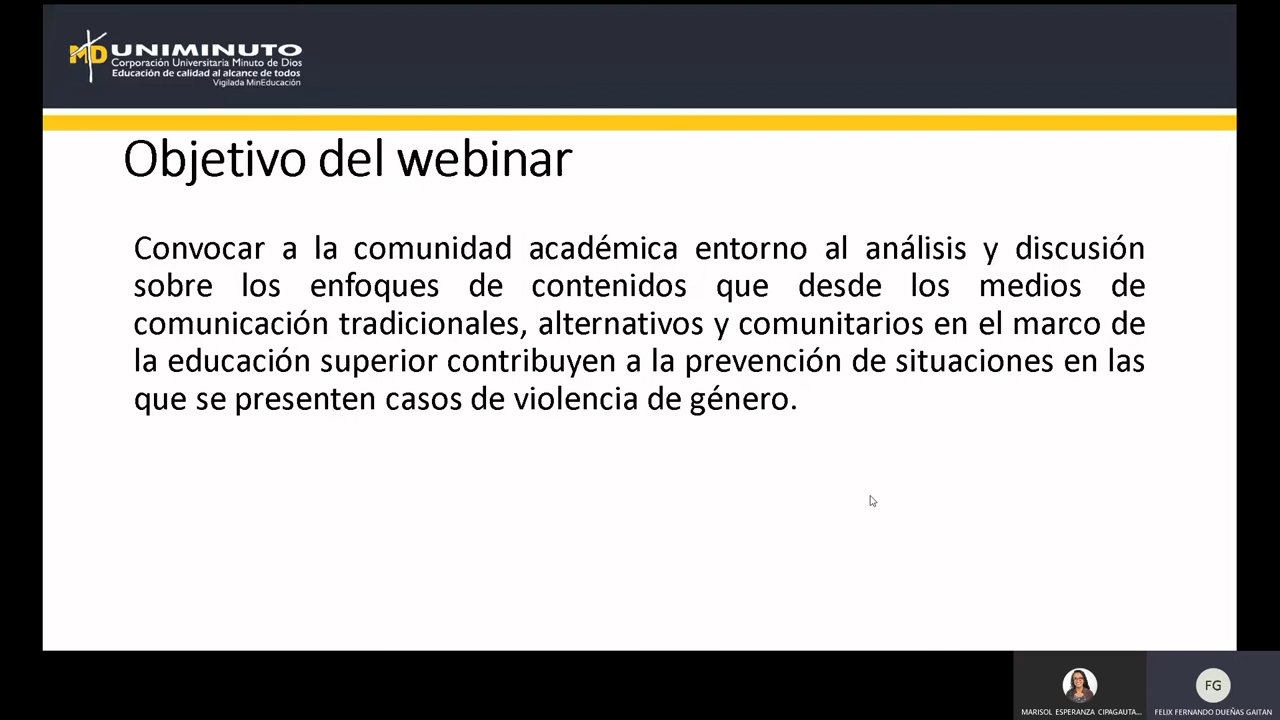 MD UNIMINUTO
Corporación Universitaria Minuto de Dios
Educación de calidad al alcance de todos
Vigilada MinEducación
Objetivo del webinar
Convocar a la comunidad académica entorno al análisis y discusión
sobre los enfoques de contenidos que desde los medios de
comunicación tradicionales, alternativos y comunitarios en el marco de
la educación superior contribuyen a la prevención de situaciones en las
que se presenten casos de violencia de género.
FG
MARISOL ESPERANZA CIPAGAUTA...
FELIX FERNANDO DUEÑAS GAITAN